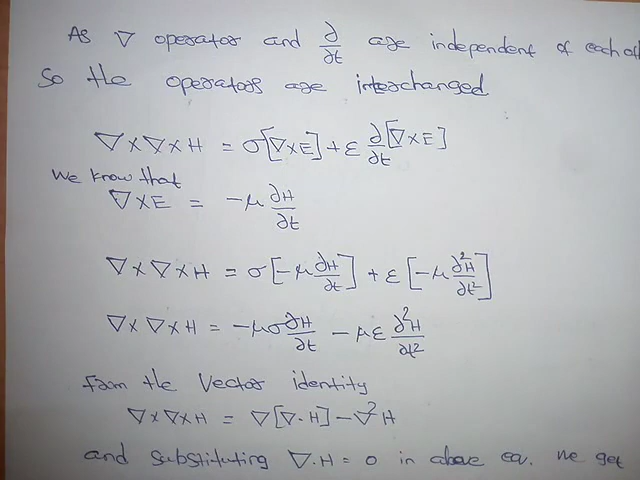 As ∇ operator and ∂/∂t are independent of each
So the operators are interchanged
∇ × ∇ × H = σ[∇×E] + ε ∂/∂t [∇×E]
We know that
∇×E = -μ ∂H/∂t
∇×∇×H = σ[-μ ∂H/∂t] + ε[-μ ∂²H/∂t²]
∇×∇×H = -μσ ∂H/∂t - με ∂²H/∂t²
from the Vector identity
∇×∇×H = ∇[∇·H] - ∇²H
and substituting ∇·H = 0 in above eq. we get